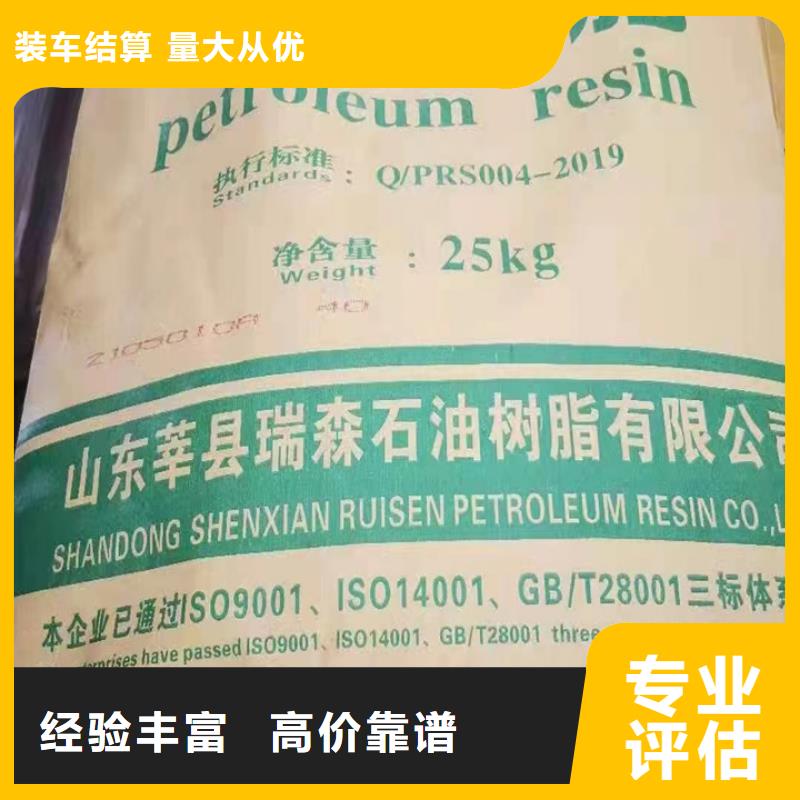 装车结算 量大从优
petroleum resin
执行标准
Standards : Q/PRS004-2019
净含量
Weight : 25kg
2105010A 40
山东莘县瑞森石油树脂有限公司
SHANDONG SHENXIAN RUISEN PETROLEUM RESIN CO.,L
本企业已通过ISO9001、ISO14001、GB/T28001三标体系
have passed ISO9001、ISO14001、GB/T28001 three
经验丰富 高价靠谱
专业
评估